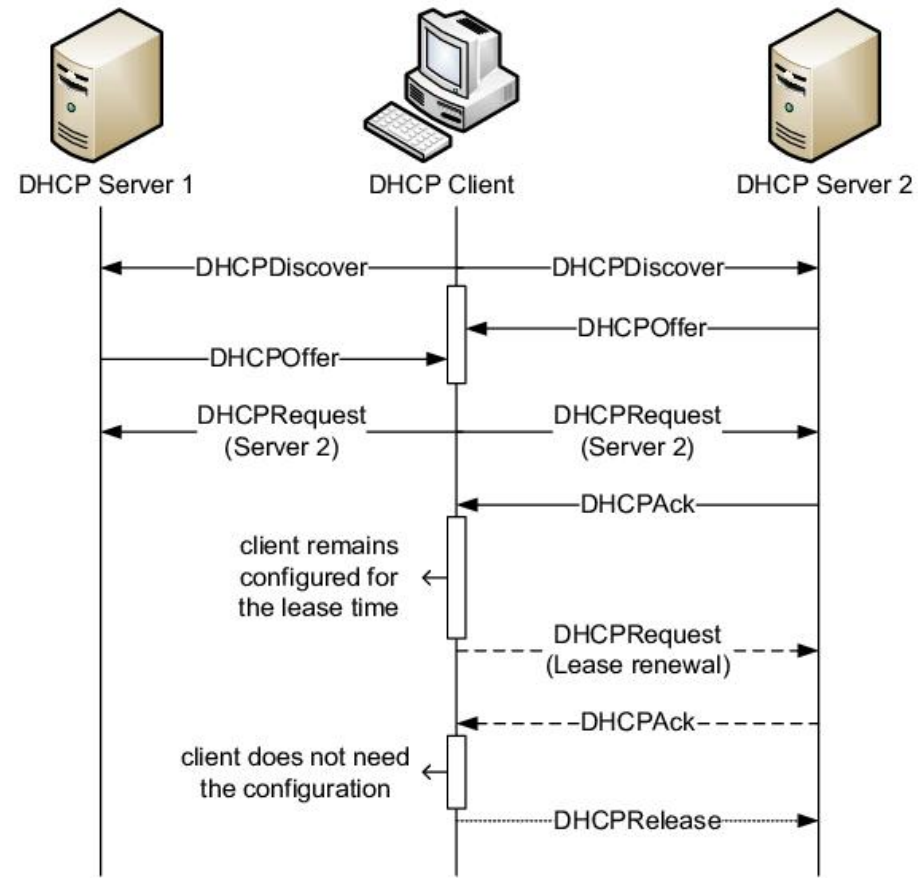 DHCP Server 1
DHCP Client
DHCP Server 2
DHCPDiscover
DHCPDiscover
DHCPOffer
DHCPOffer
DHCPRequest
(Server 2)
DHCPRequest
(Server 2)
DHCPAck
client remains
configured for
the lease time
DHCPRequest
(Lease renewal)
DHCPAck
client does not need
the configuration
DHCPRelease